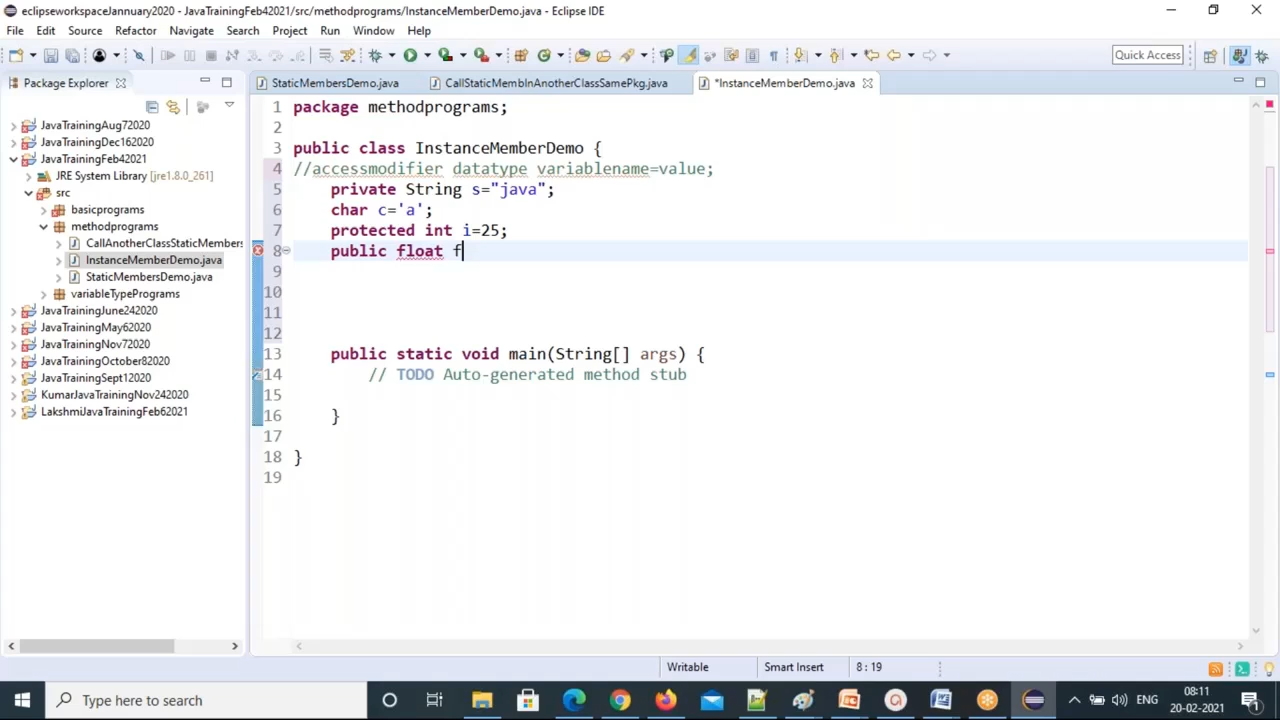 eclipseworkspaceJannuary2020 - JavaTrainingFeb42021/src/methodprograms/InstanceMemberDemo.java - Eclipse IDE
File Edit Source Refactor Navigate Search Project Run Window Help
Quick Access
Package Explorer
StaticMembersDemo.java
CallStaticMembInAnotherClassSamePkg.java
*InstanceMemberDemo.java
JavaTrainingAug72020
JavaTrainingDec162020
JavaTrainingFeb42021
JRE System Library [jre1.8.0_261]
src
basicprograms
methodprograms
CallAnotherClassStaticMembers
InstanceMemberDemo.java
StaticMembersDemo.java
variableTypePrograms
JavaTrainingJune242020
JavaTrainingMay62020
JavaTrainingNov72020
JavaTrainingOctober82020
JavaTrainingSept12020
KumarJavaTrainingNov242020
LakshmiJavaTrainingFeb62021
1 package methodprograms;
2
3 public class InstanceMemberDemo {
4 //accessmodifier datatype variablename=value;
5 private String s="java";
6 char c='a';
7 protected int i=25;
8 public float f
9
10
11
12
13 public static void main(String[] args) {
14 // TODO Auto-generated method stub
15
16 }
17
18 }
19
Writable
Smart Insert
8 : 19
Type here to search
ENG
08:11
20-02-2021
1